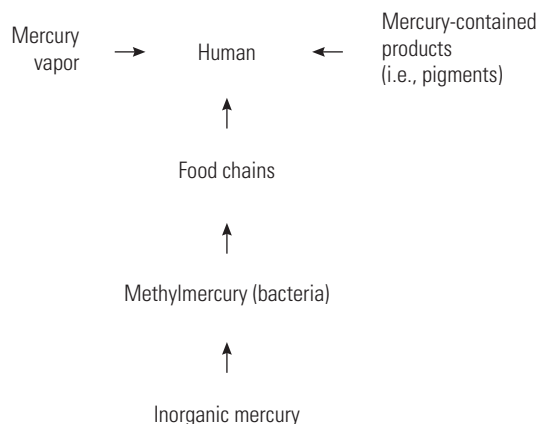 Mercury
vapor
Human
Mercury-contained
products
(i.e., pigments)
Food chains
Methylmercury (bacteria)
Inorganic mercury